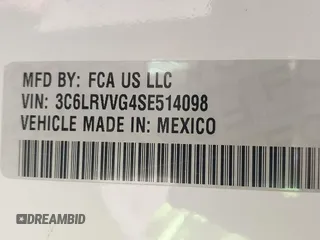 MFD BY: FCA US LLC
VIN: 3C6LRVVG4SE514098
VEHICLE MADE IN: MEXICO
DREAMBID